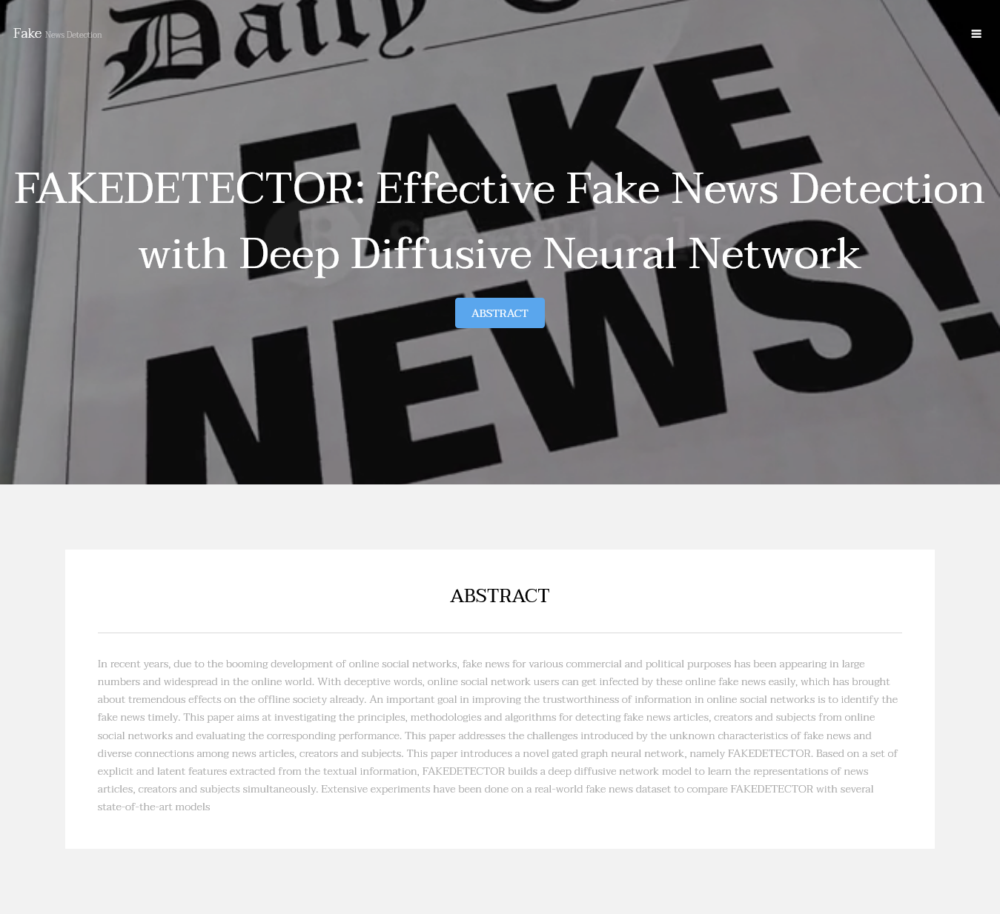 Daily
Fake News Detection
FAKE
FAKEDETECTOR: Effective Fake News Detection
with Deep Diffusive Neural Network
ABSTRACT
NEWS!
ABSTRACT
In recent years, due to the booming development of online social networks, fake news for various commercial and political purposes has been appearing in large
numbers and widespread in the online world. With deceptive words, online social network users can get infected by these online fake news easily, which has brought
about tremendous effects on the offline society already. An important goal in improving the trustworthiness of information in online social networks is to identify the
fake news timely. This paper aims at investigating the principles, methodologies and algorithms for detecting fake news articles, creators and subjects from online
social networks and evaluating the corresponding performance. This paper addresses the challenges introduced by the unknown characteristics of fake news and
diverse connections among news articles, creators and subjects. This paper introduces a novel gated graph neural network, namely FAKEDETECTOR. Based on a set of
explicit and latent features extracted from the textual information, FAKEDETECTOR builds a deep diffusive network model to learn the representations of news
articles, creators and subjects simultaneously. Extensive experiments have been done on a real-world fake news dataset to compare FAKEDETECTOR with several
state-of-the-art models